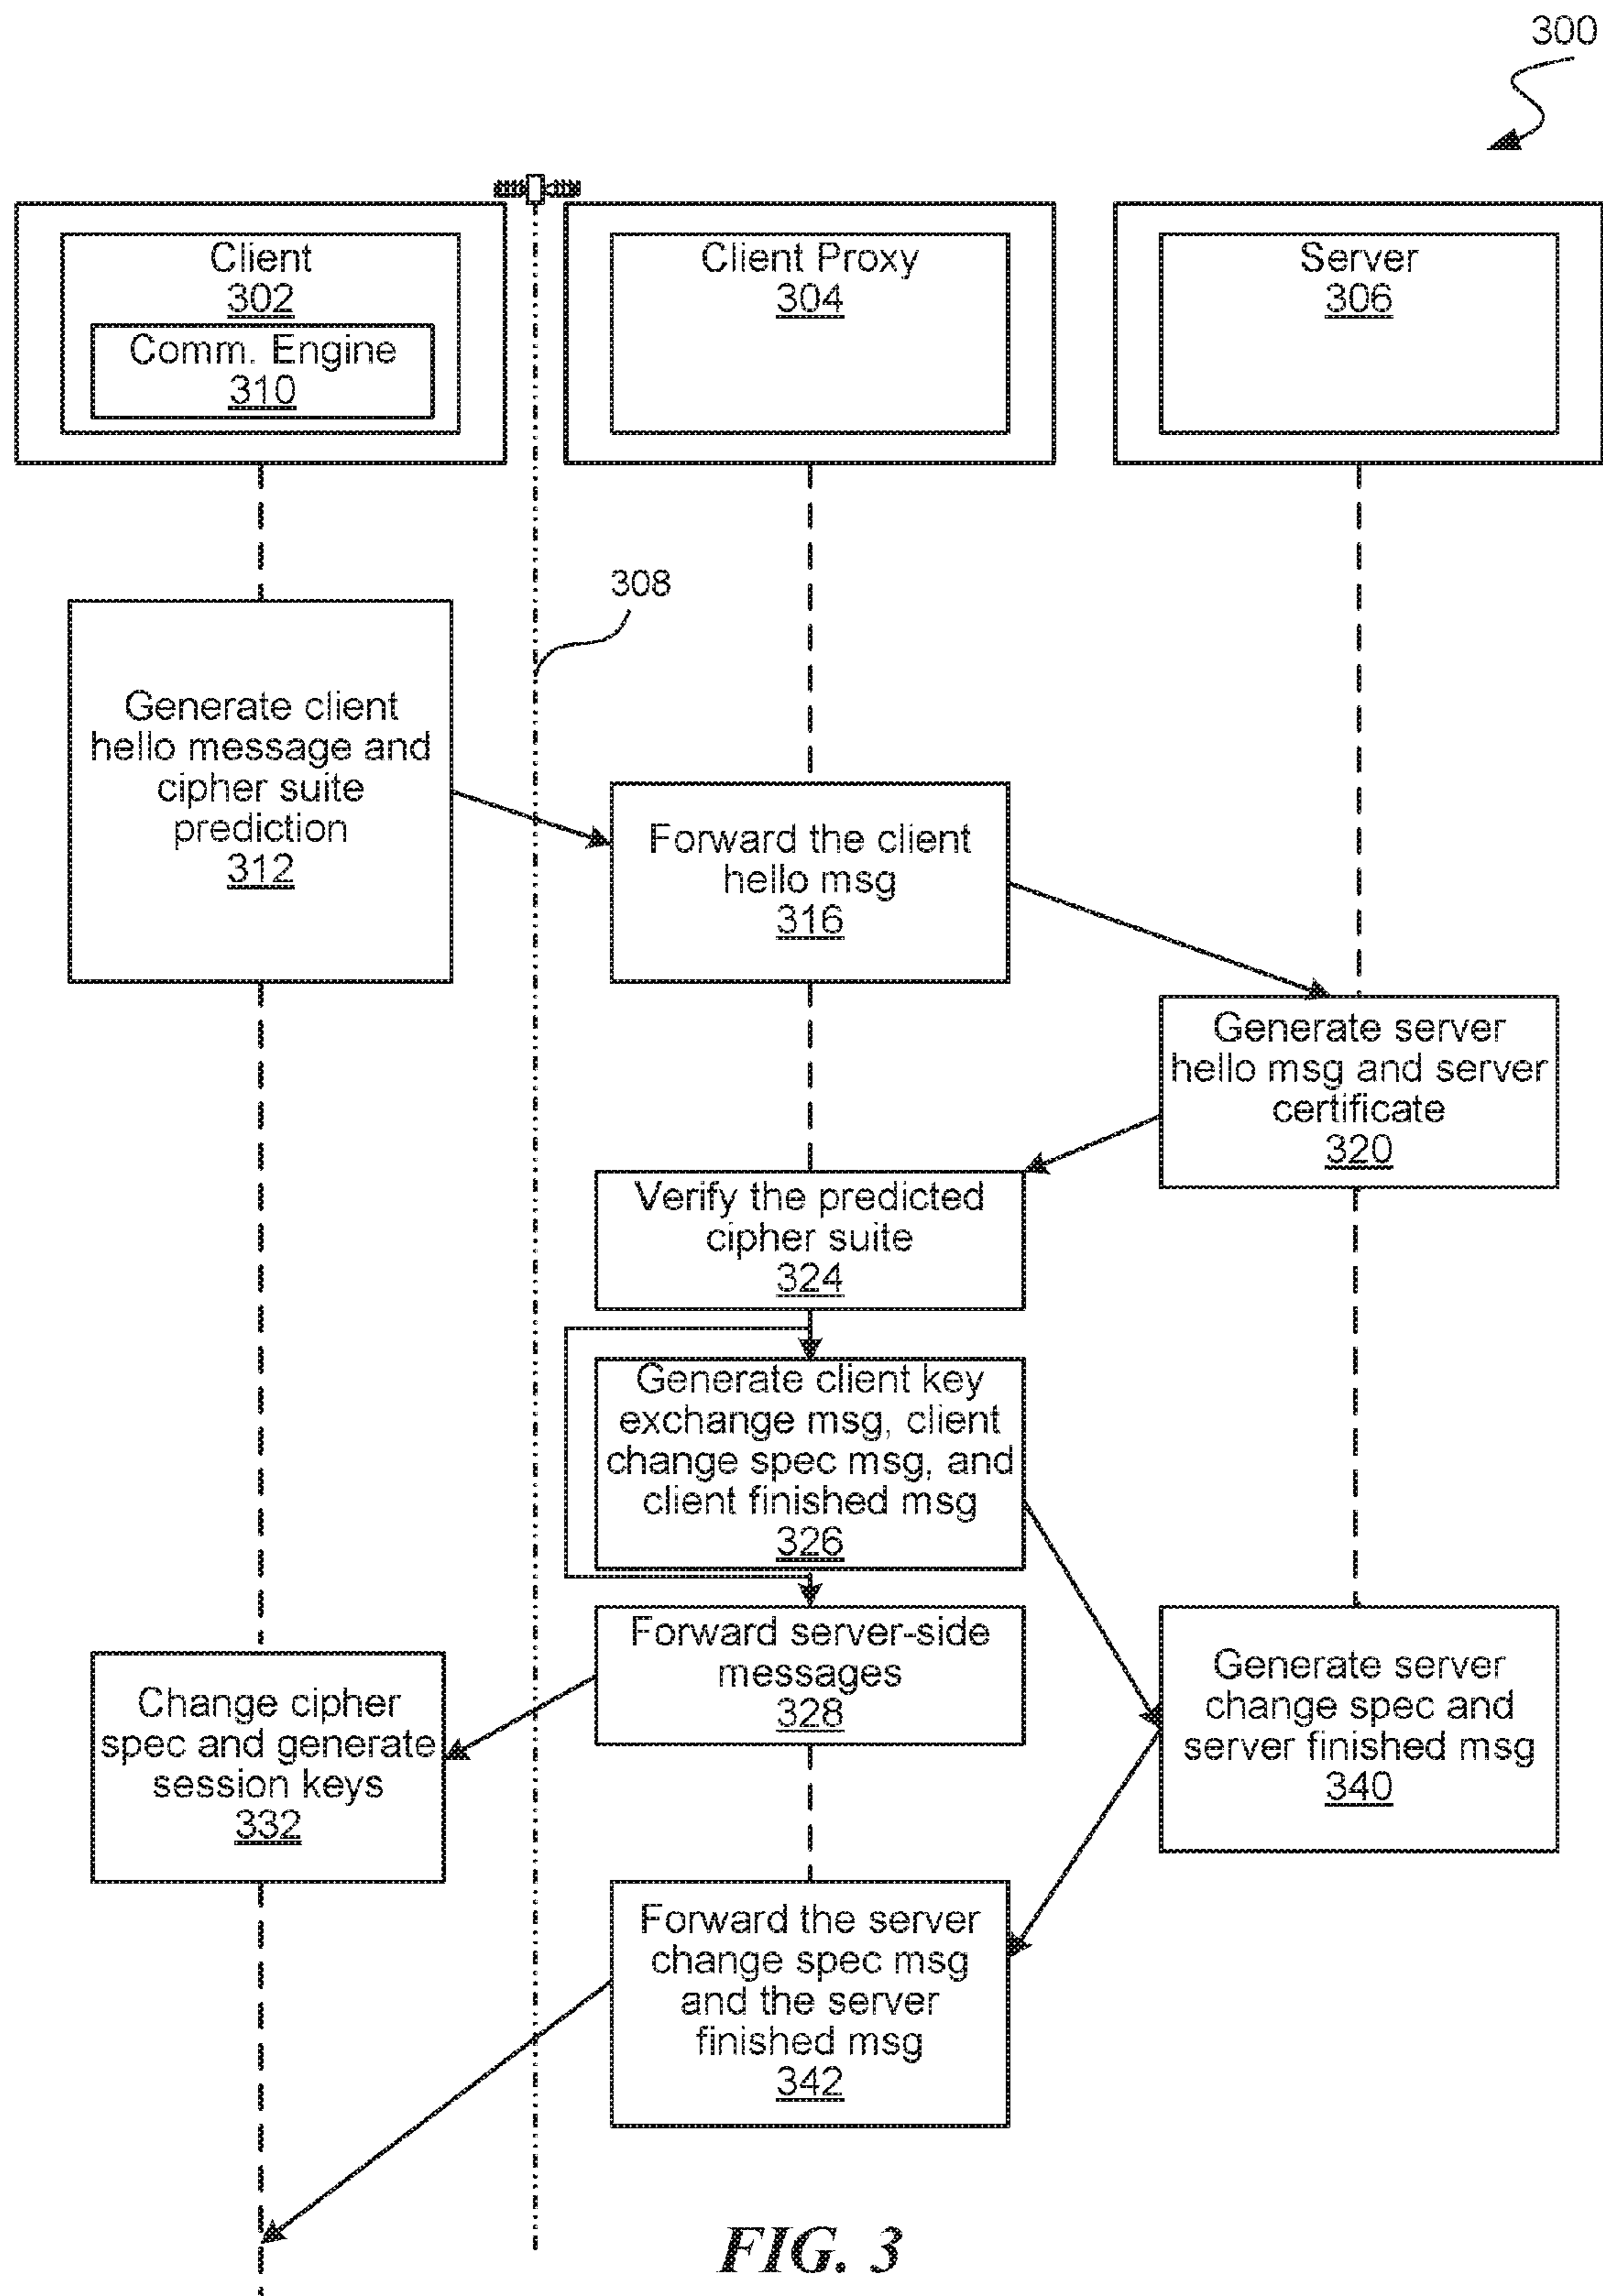 300
Client
302
Comm. Engine
310
Client Proxy
304
Server
306
308
Generate client
hello message and
cipher suite
prediction
312
Forward the client
hello msg
316
Generate server
hello msg and server
certificate
320
Verify the predicted
cipher suite
324
Generate client key
exchange msg, client
change spec msg, and
client finished msg
326
Forward server-side
messages
328
Change cipher
spec and generate
session keys
332
Generate server
change spec and
server finished msg
340
Forward the server
change spec msg
and the server
finished msg
342
FIG. 3